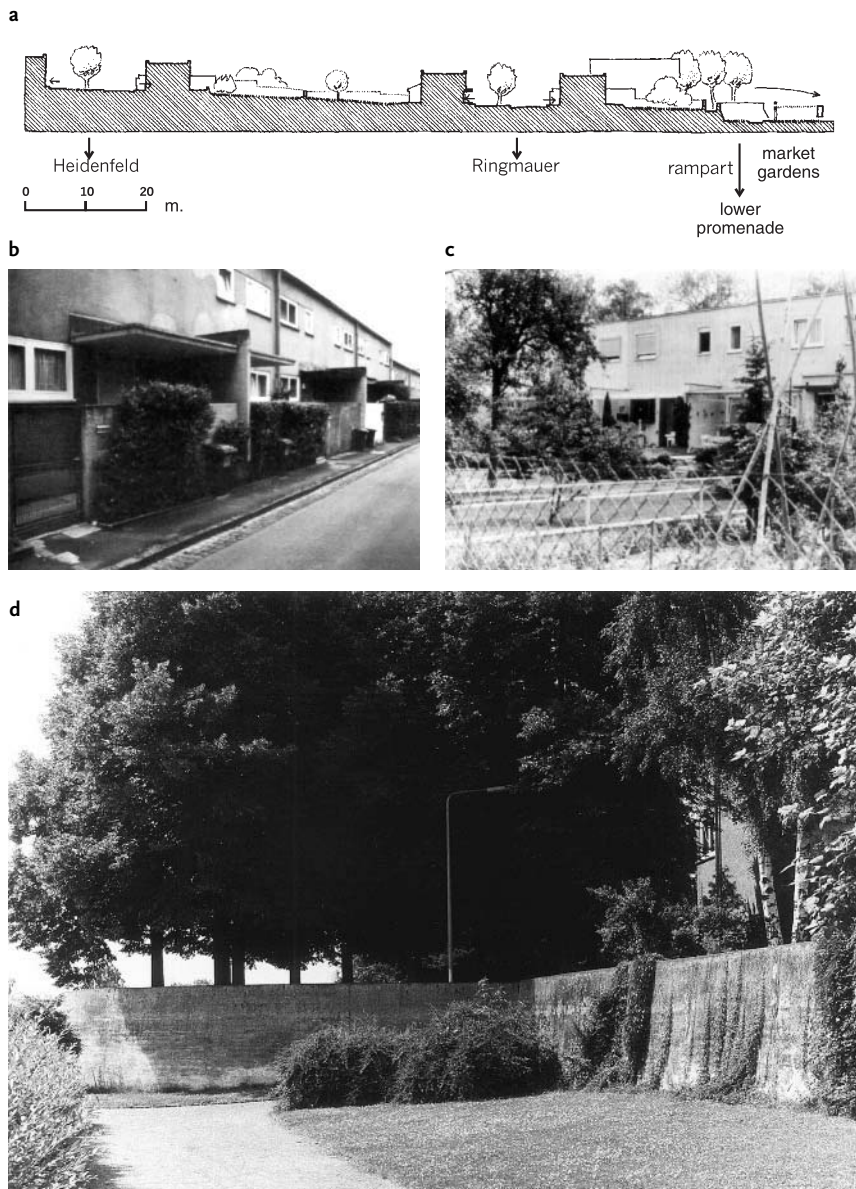 a
Heidenfeld
Ringmauer
rampart
market
gardens
lower
promenade
0 10 20
m.
b
c
d